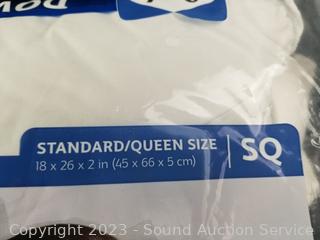 STANDARD/QUEEN SIZE | SQ
18 x 26 x 2 in (45 x 66 x 5 cm)
Copyright 2023 - Sound Auction Service